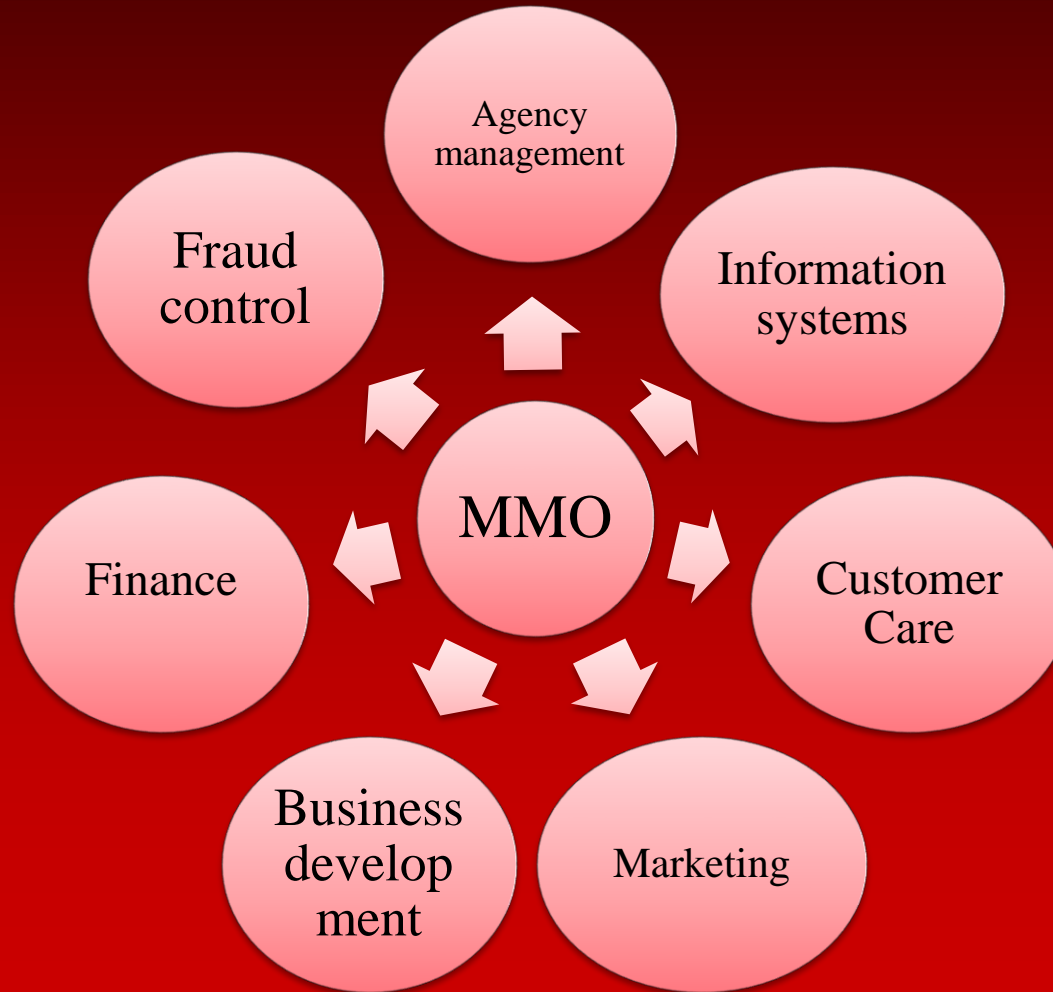 Agency
management
Fraud
control
Information
systems
MMO
Finance
Customer
Care
Business
develop
ment
Marketing